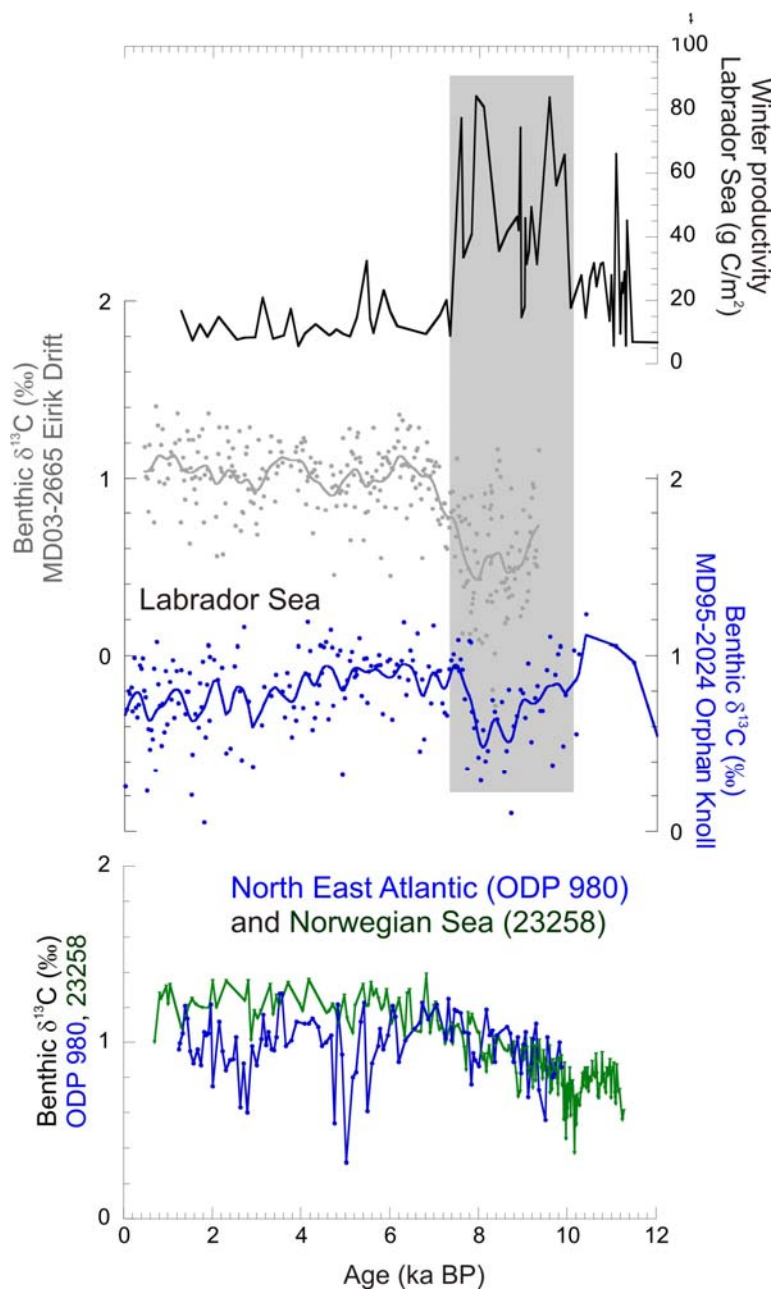 100
80
60
40
20
0
Winter productivity
Labrador Sea (g C/m²)
2
1
0
Benthic δ¹³C (‰)
MD03-2665 Eirik Drift
Labrador Sea
2
1
0
Benthic δ¹³C (‰)
MD95-2024 Orphan Knoll
2
1
0
Benthic δ¹³C (‰)
ODP 980, 23258
North East Atlantic (ODP 980)
and Norwegian Sea (23258)
0 2 4 6 8 10 12
Age (ka BP)